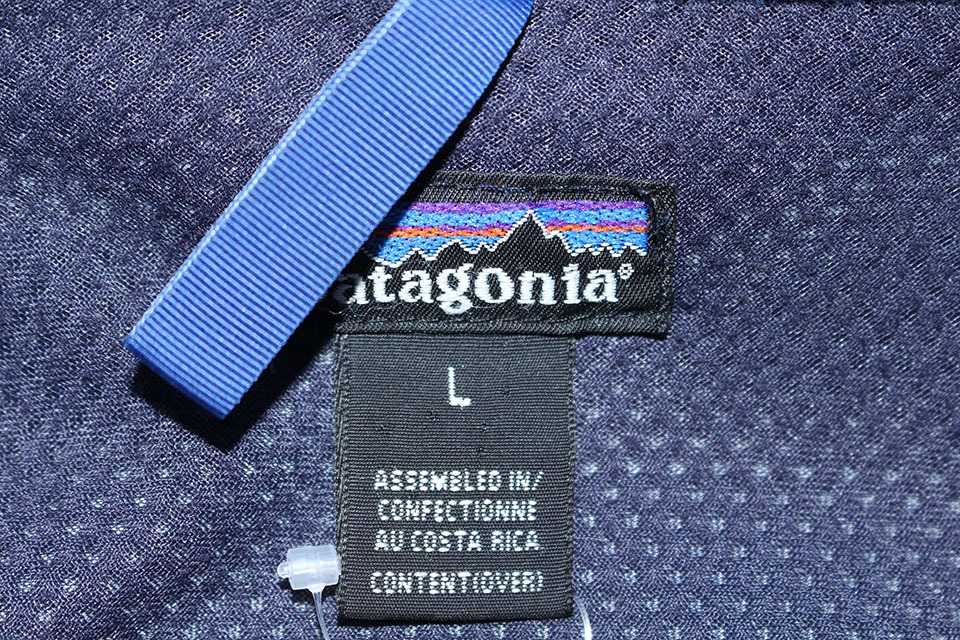 atagonia®
L
ASSEMBLED IN/
CONFECTIONNE
AU COSTA RICA
CONTENT(OVER)